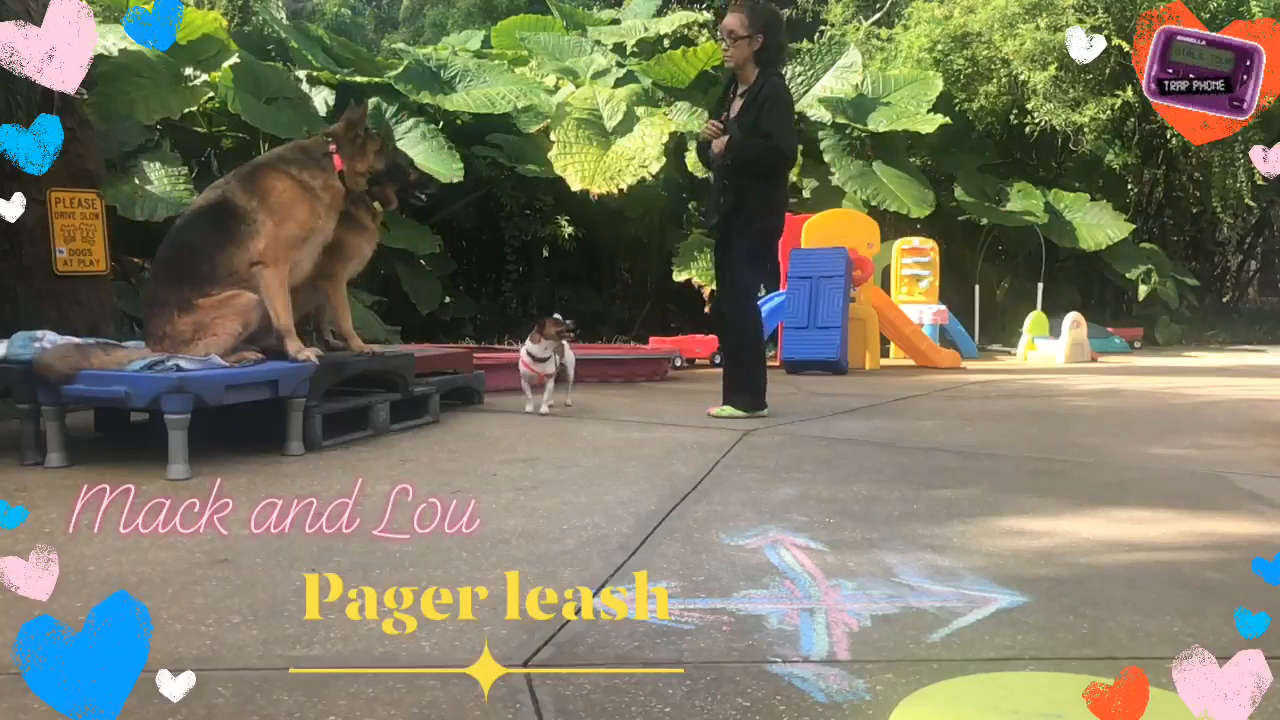 TRAP PHONE
PLEASE
DRIVE SLOW
DOGS
AT PLAY
Mack and Lou
Pager leash